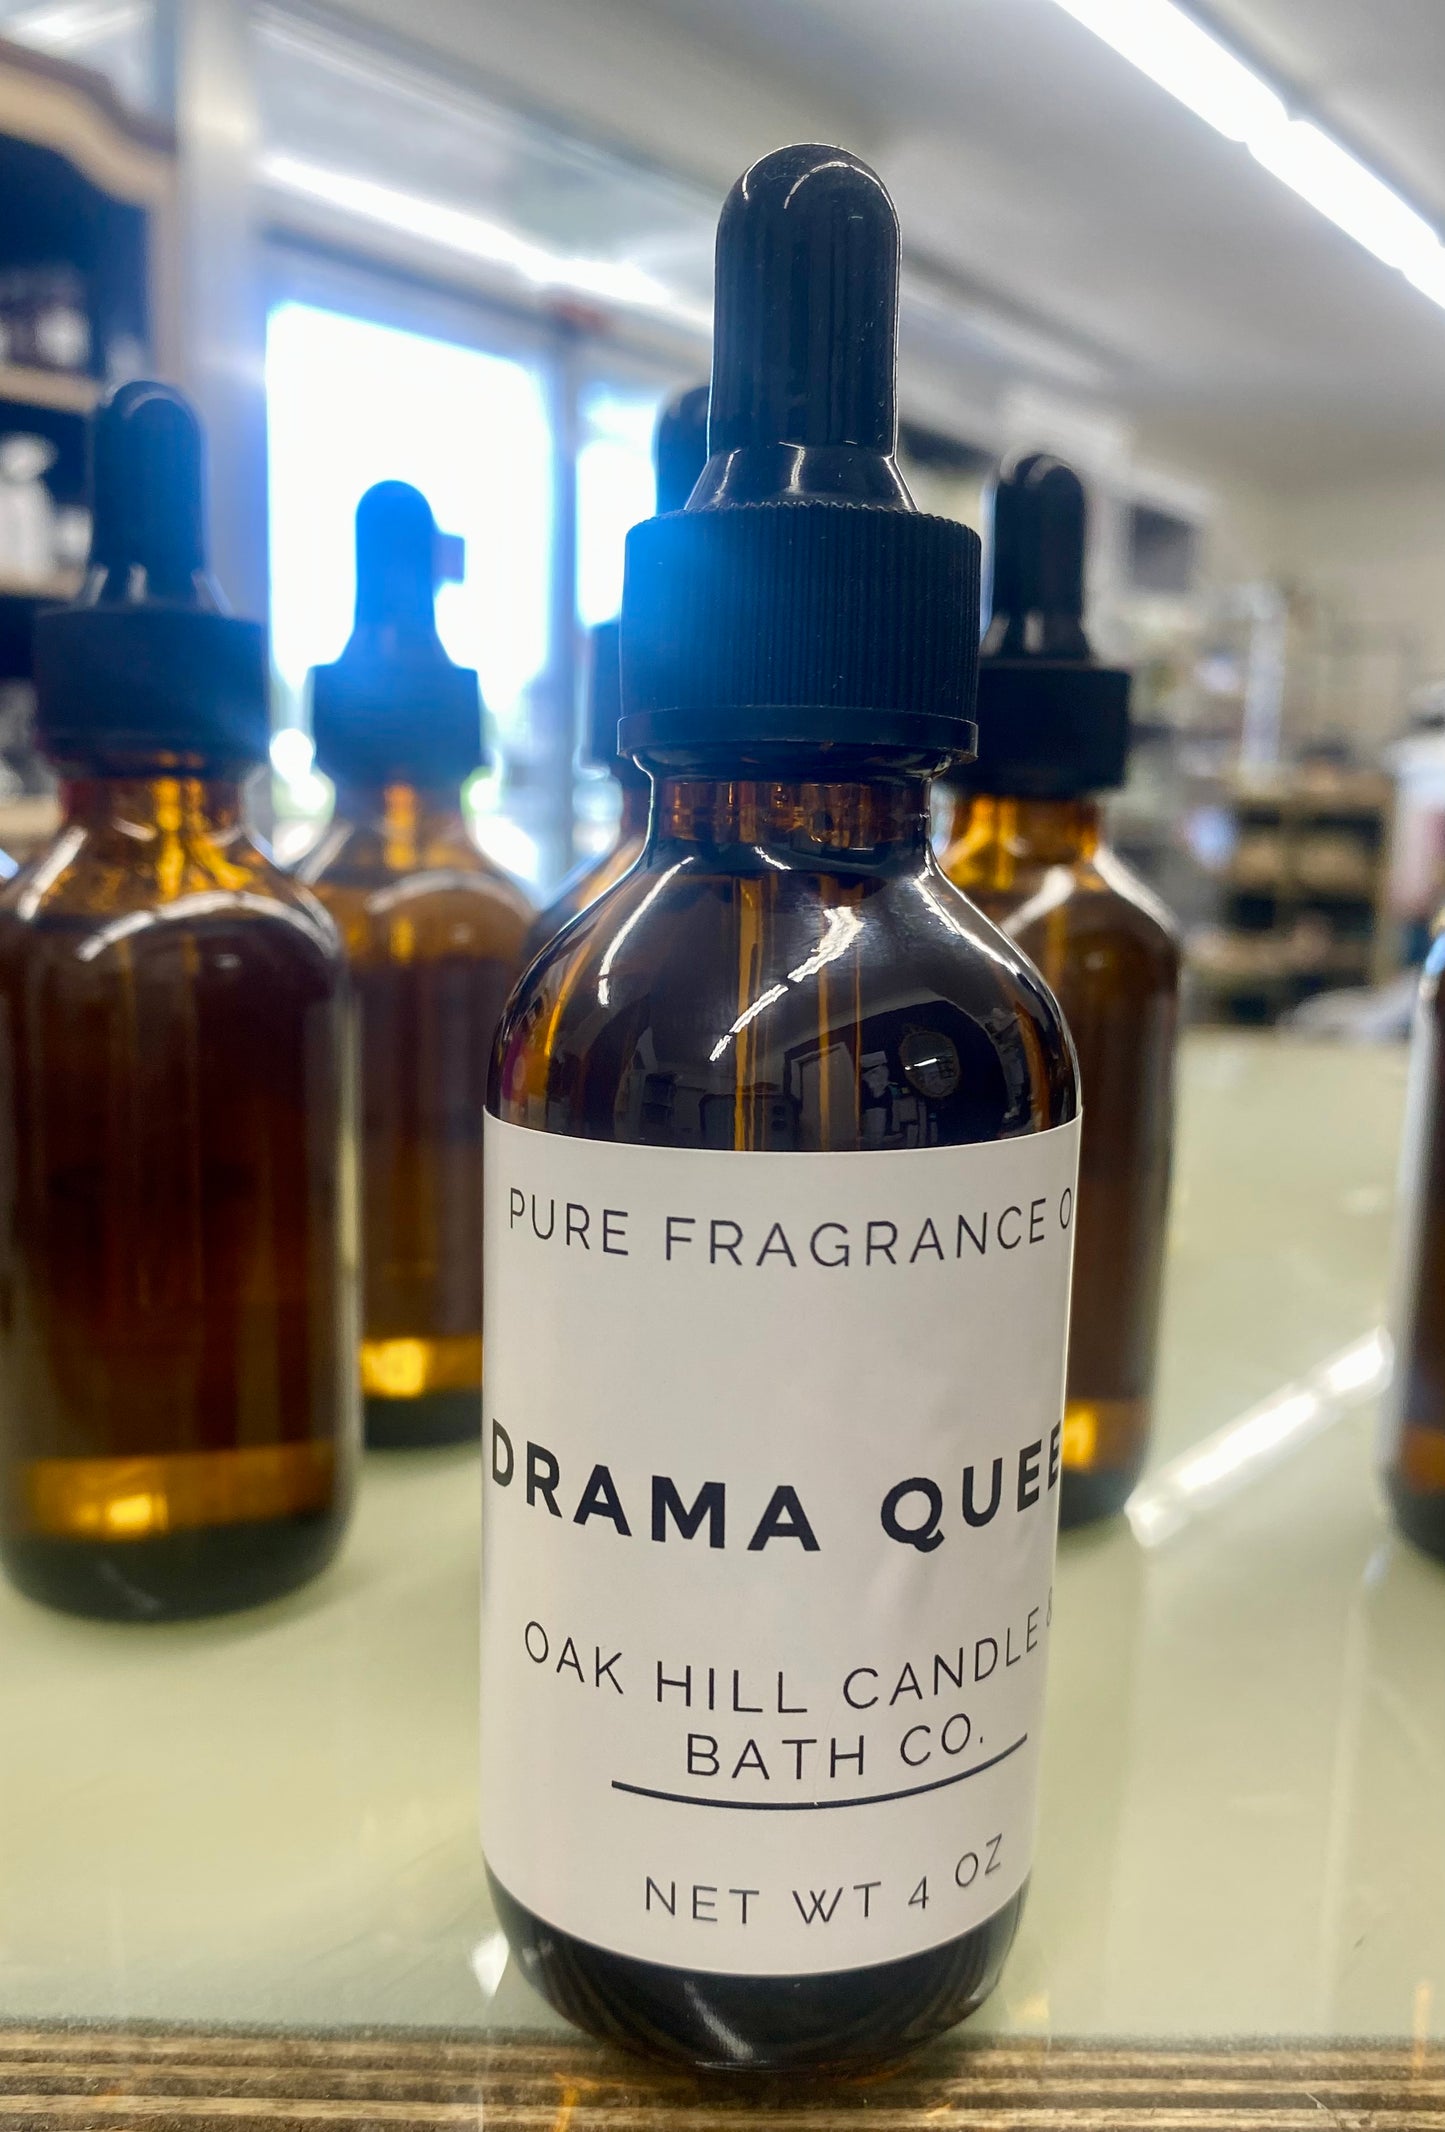 PURE FRAGRANCE O
DRAMA QUEE
OAK HILL CANDLE &
BATH CO.
NET WT 4 OZ